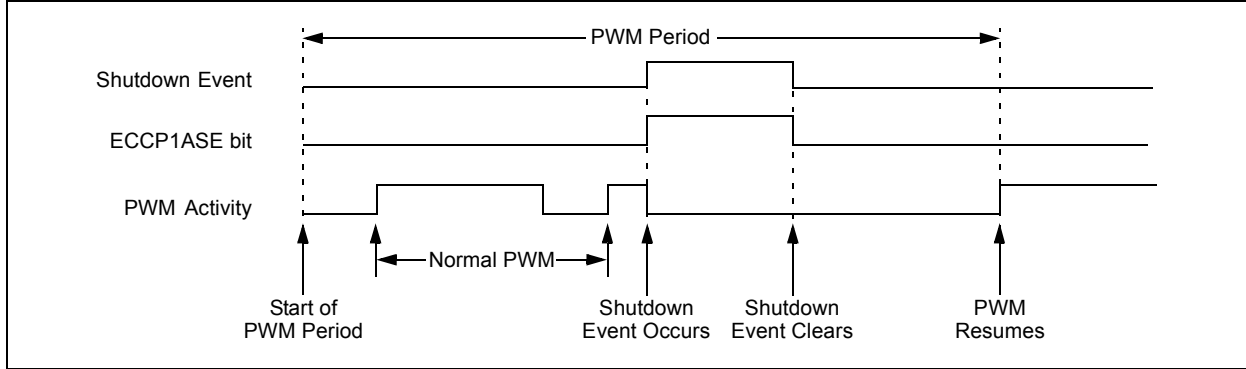 PWM Period
Shutdown Event
ECCP1ASE bit
PWM Activity
Normal PWM
Start of
PWM Period
Shutdown
Event Occurs
Shutdown
Event Clears
PWM
Resumes